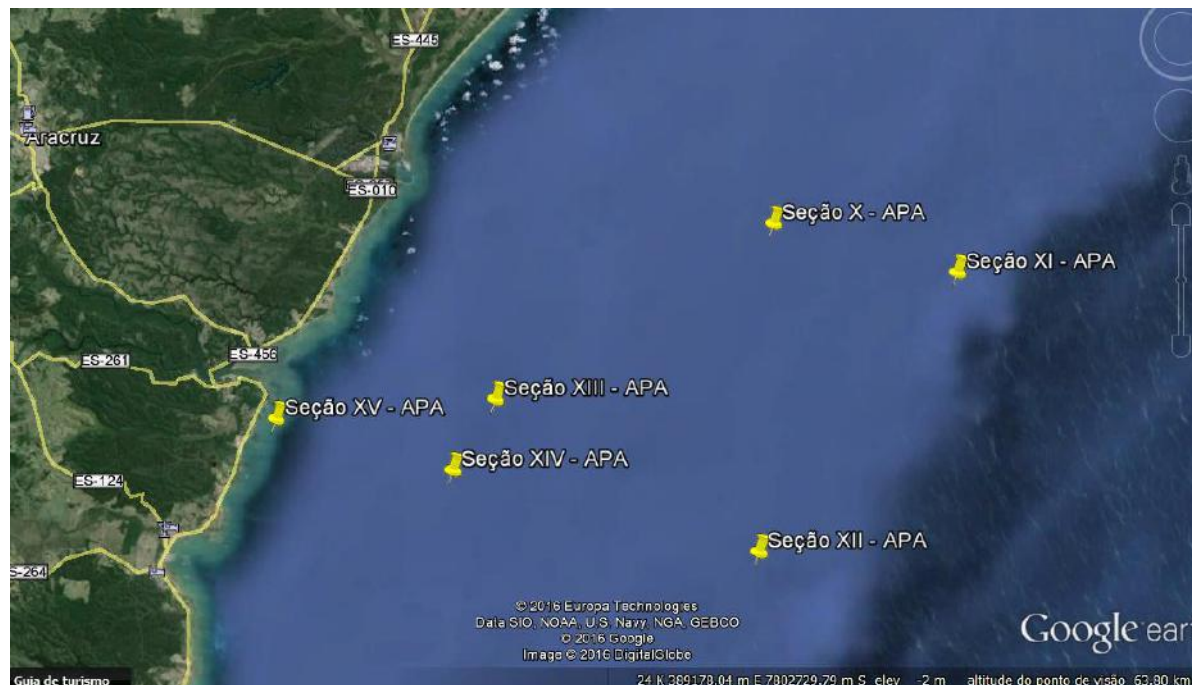 ES-445
Aracruz
ES-010
Seção X - APA
Seção XI - APA
ES-456
ES-261
Seção XIII - APA
Seção XV - APA
Seção XIV - APA
ES-124
Seção XII - APA
S-264
© 2016 Europa Technologies
Data SIO, NOAA, U.S. Navy, NGA, GEBCO
© 2016 Google
Image © 2016 DigitalGlobe
Google ear
Guia de turismo
24 K 389178.04 m E 7802729.79 m S elev -2 m altitude do ponto de visão 63.80 km